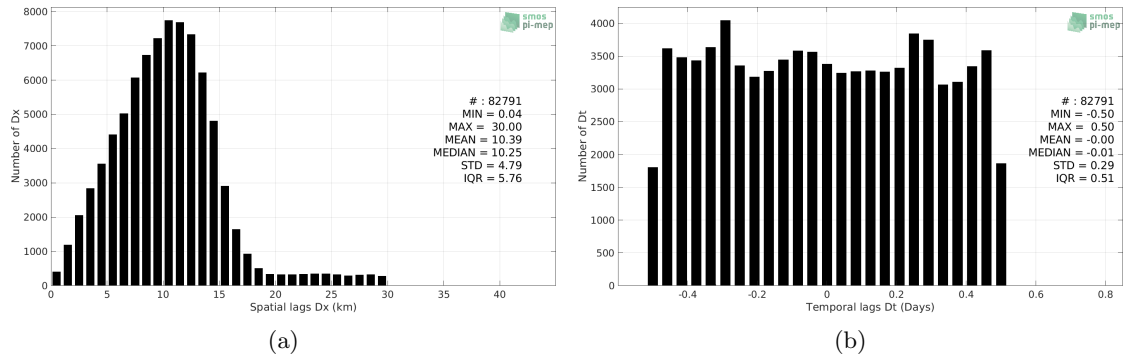 8000
7000
6000
5000
4000
3000
2000
1000
0
Number of Dx
0 5 10 15 20 25 30 35 40
Spatial lags Dx (km)
smos
pi-mep
# : 82791
MIN = 0.04
MAX = 30.00
MEAN = 10.39
MEDIAN = 10.25
STD = 4.79
IQR = 5.76
(a)
4000
3500
3000
2500
2000
1500
1000
500
0
Number of Dt
-0.4 -0.2 0 0.2 0.4 0.6 0.8
Temporal lags Dt (Days)
smos
pi-mep
# : 82791
MIN = -0.50
MAX = 0.50
MEAN = -0.00
MEDIAN = -0.01
STD = 0.29
IQR = 0.51
(b)